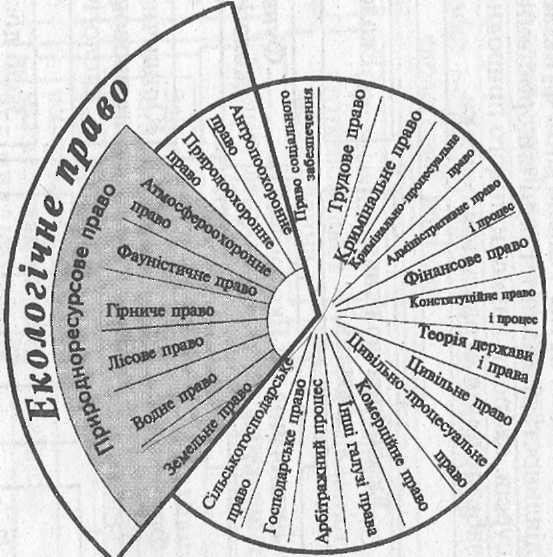 Екологічне право
Природноресурсове право
Антропоохоронне
право
Природоохоронне
право
Атмосфероохоронне
право
Фауністичне право
Гірниче право
Лісове право
Водне право
Земельне право
Право соціального
забезпечення
Трудове право
Кримінальне право
Кримінально-процесуальне
право
Адміністративне право
і процес
Фінансове право
Конституційне право
і процес
Теорія держави
і права
Цивільне право
Цивільно-процесуальне
право
Комерційне право
Інші галузі права
Арбітражний процес
Господарське право
Сільськогосподарське
право